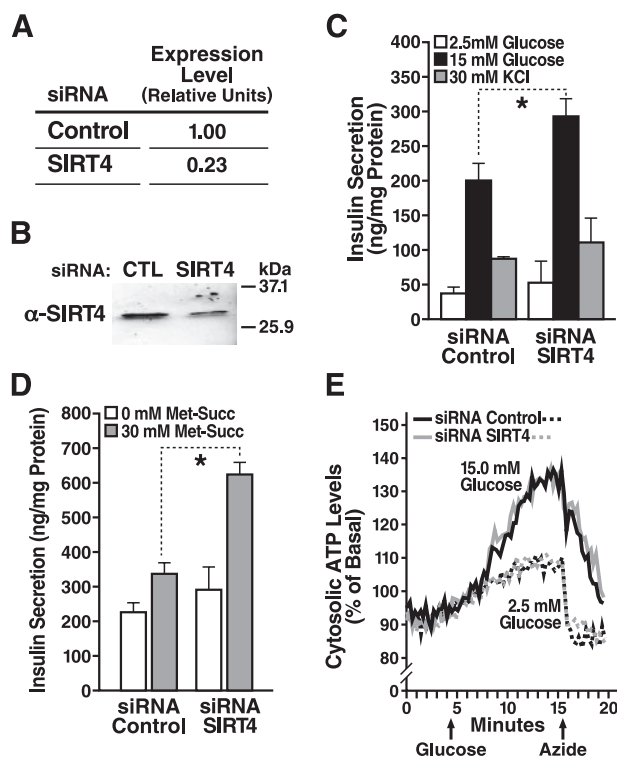 A
siRNA
Expression
Level
(Relative Units)
Control 1.00
SIRT4 0.23
B
siRNA: CTL SIRT4 kDa
α-SIRT4
37.1
25.9
C
2.5mM Glucose
15 mM Glucose
30 mM KCl
Insulin Secretion
(ng/mg Protein)
400
350
300
250
200
150
100
50
0
*
siRNA
Control
siRNA
SIRT4
D
0 mM Met-Succ
30 mM Met-Succ
Insulin Secretion (ng/mg Protein)
800
700
600
500
400
300
200
100
0
*
siRNA
Control
siRNA
SIRT4
E
siRNA Control
siRNA SIRT4
Cytosolic ATP Levels
(% of Basal)
150
140
130
120
110
100
90
80
0
15.0 mM
Glucose
2.5 mM
Glucose
0 5 10 15 20
Minutes
Glucose Azide